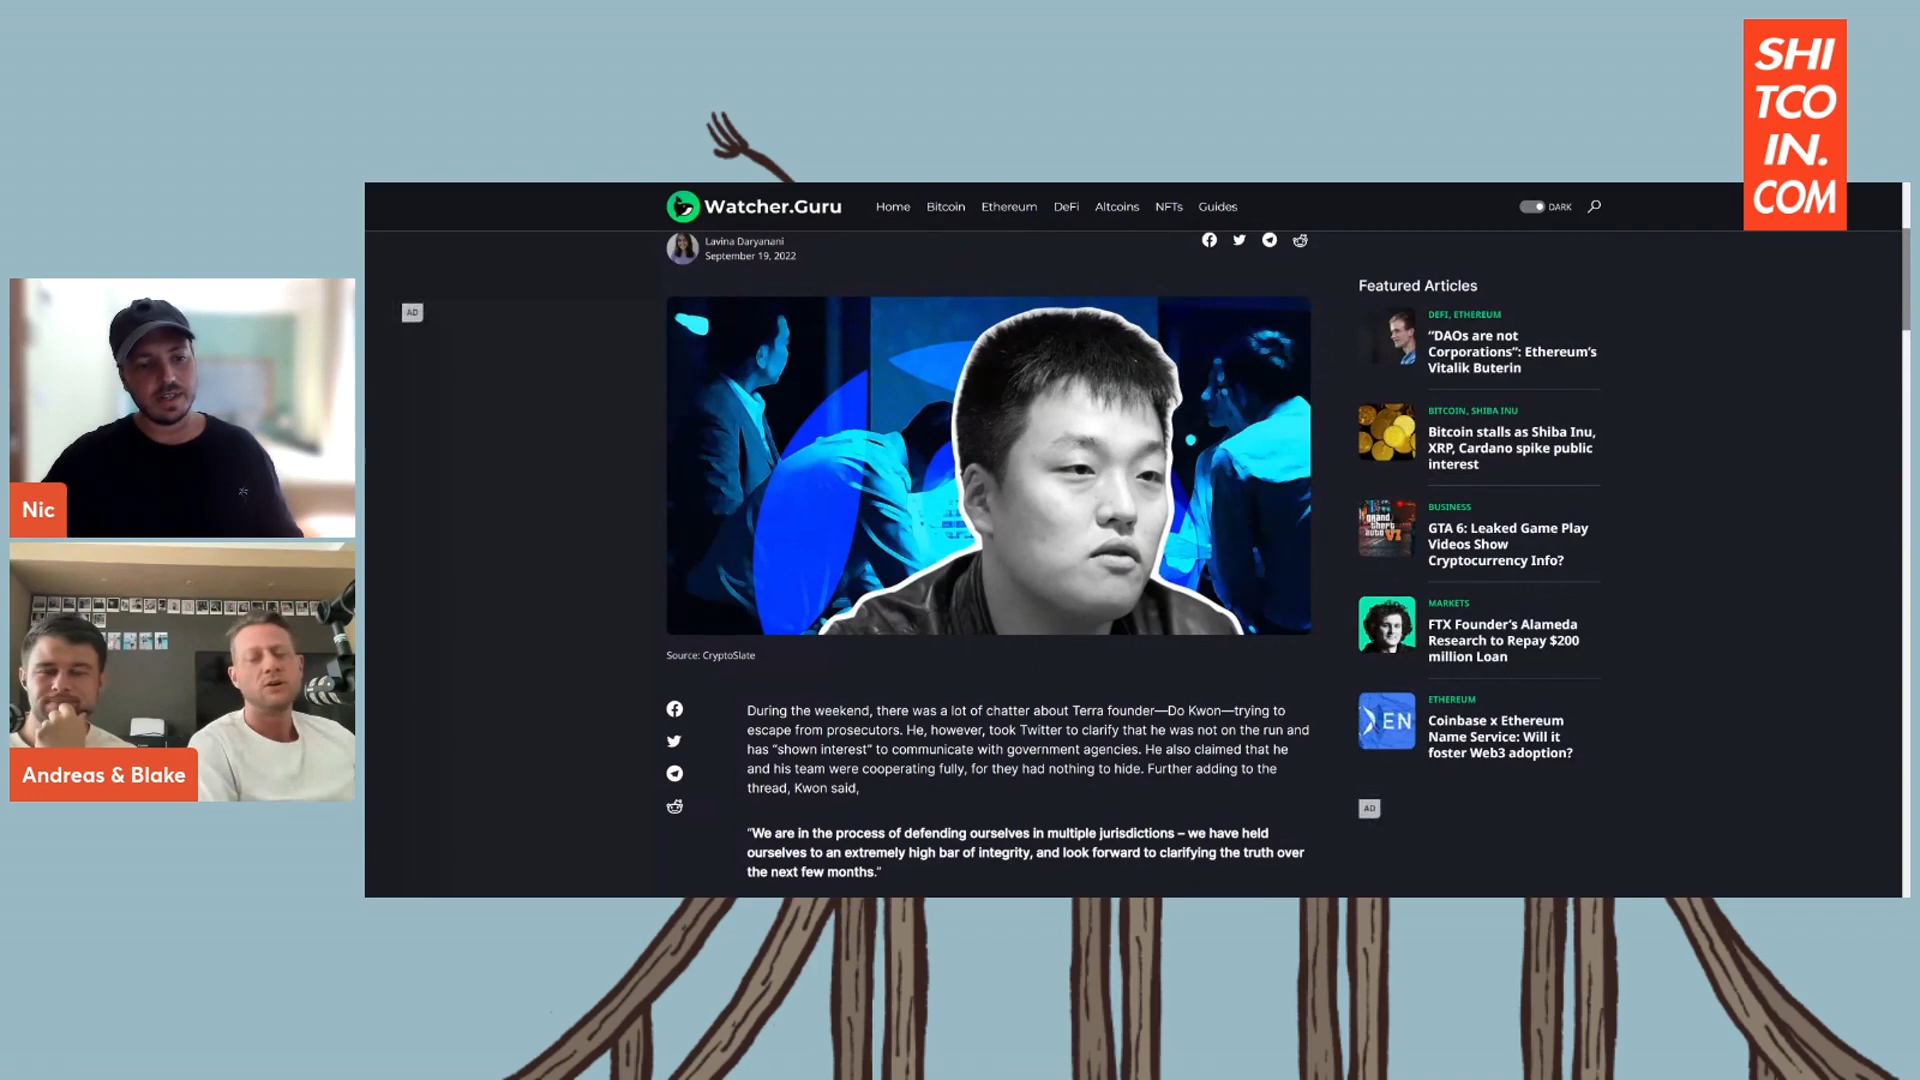 SHI
TCO
IN.
COM
Watcher.Guru
Home Bitcoin Ethereum DeFi Altcoins NFTs Guides
DARK
Lavina Daryanani
September 19, 2022
AD
Source: CryptoSlate
During the weekend, there was a lot of chatter about Terra founder—Do Kwon—trying to
escape from prosecutors. He, however, took Twitter to clarify that he was not on the run and
has “shown interest” to communicate with government agencies. He also claimed that he
and his team were cooperating fully, for they had nothing to hide. Further adding to the
thread, Kwon said,
“We are in the process of defending ourselves in multiple jurisdictions – we have held
ourselves to an extremely high bar of integrity, and look forward to clarifying the truth over
the next few months.”
Featured Articles
DEFI, ETHEREUM
“DAOs are not
Corporations”: Ethereum’s
Vitalik Buterin
BITCOIN, SHIBA INU
Bitcoin stalls as Shiba Inu,
XRP, Cardano spike public
interest
grand
theft
auto VI
BUSINESS
GTA 6: Leaked Game Play
Videos Show
Cryptocurrency Info?
MARKETS
FTX Founder’s Alameda
Research to Repay $200
million Loan
EN
ETHEREUM
Coinbase x Ethereum
Name Service: Will it
foster Web3 adoption?
AD
Nic
Andreas & Blake